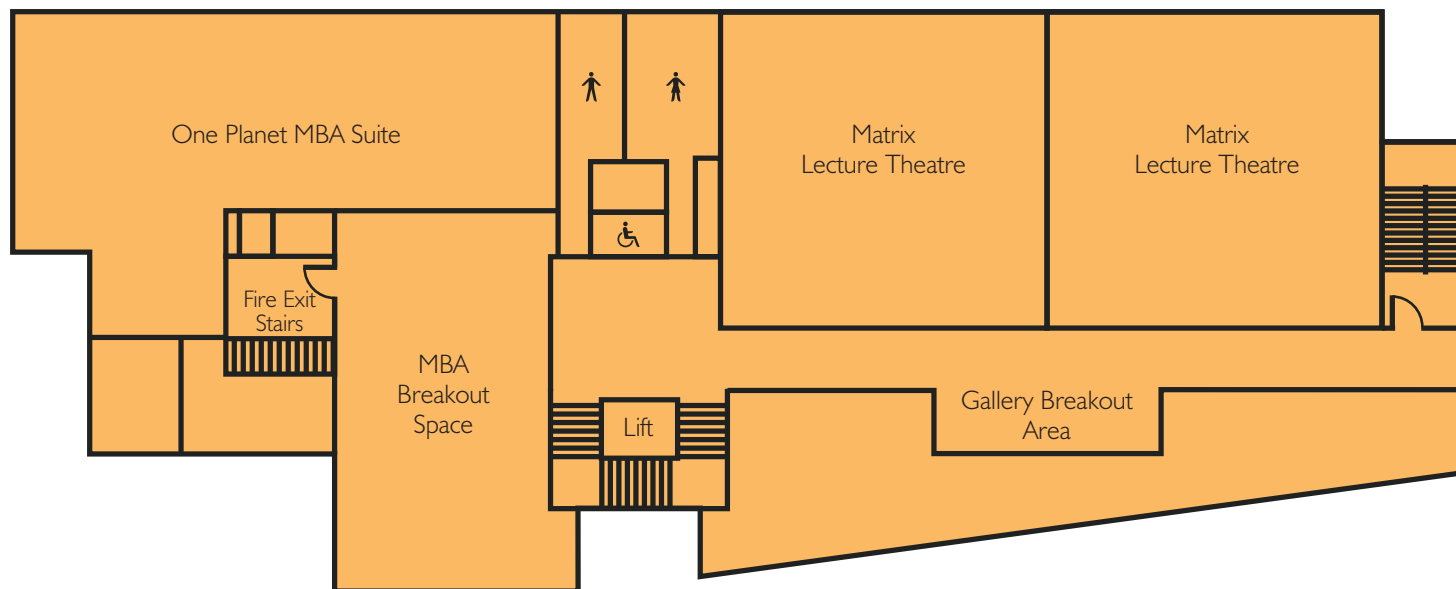 One Planet MBA Suite
Matrix
Lecture Theatre
Matrix
Lecture Theatre
Fire Exit
Stairs
MBA
Breakout
Space
Lift
Gallery Breakout
Area